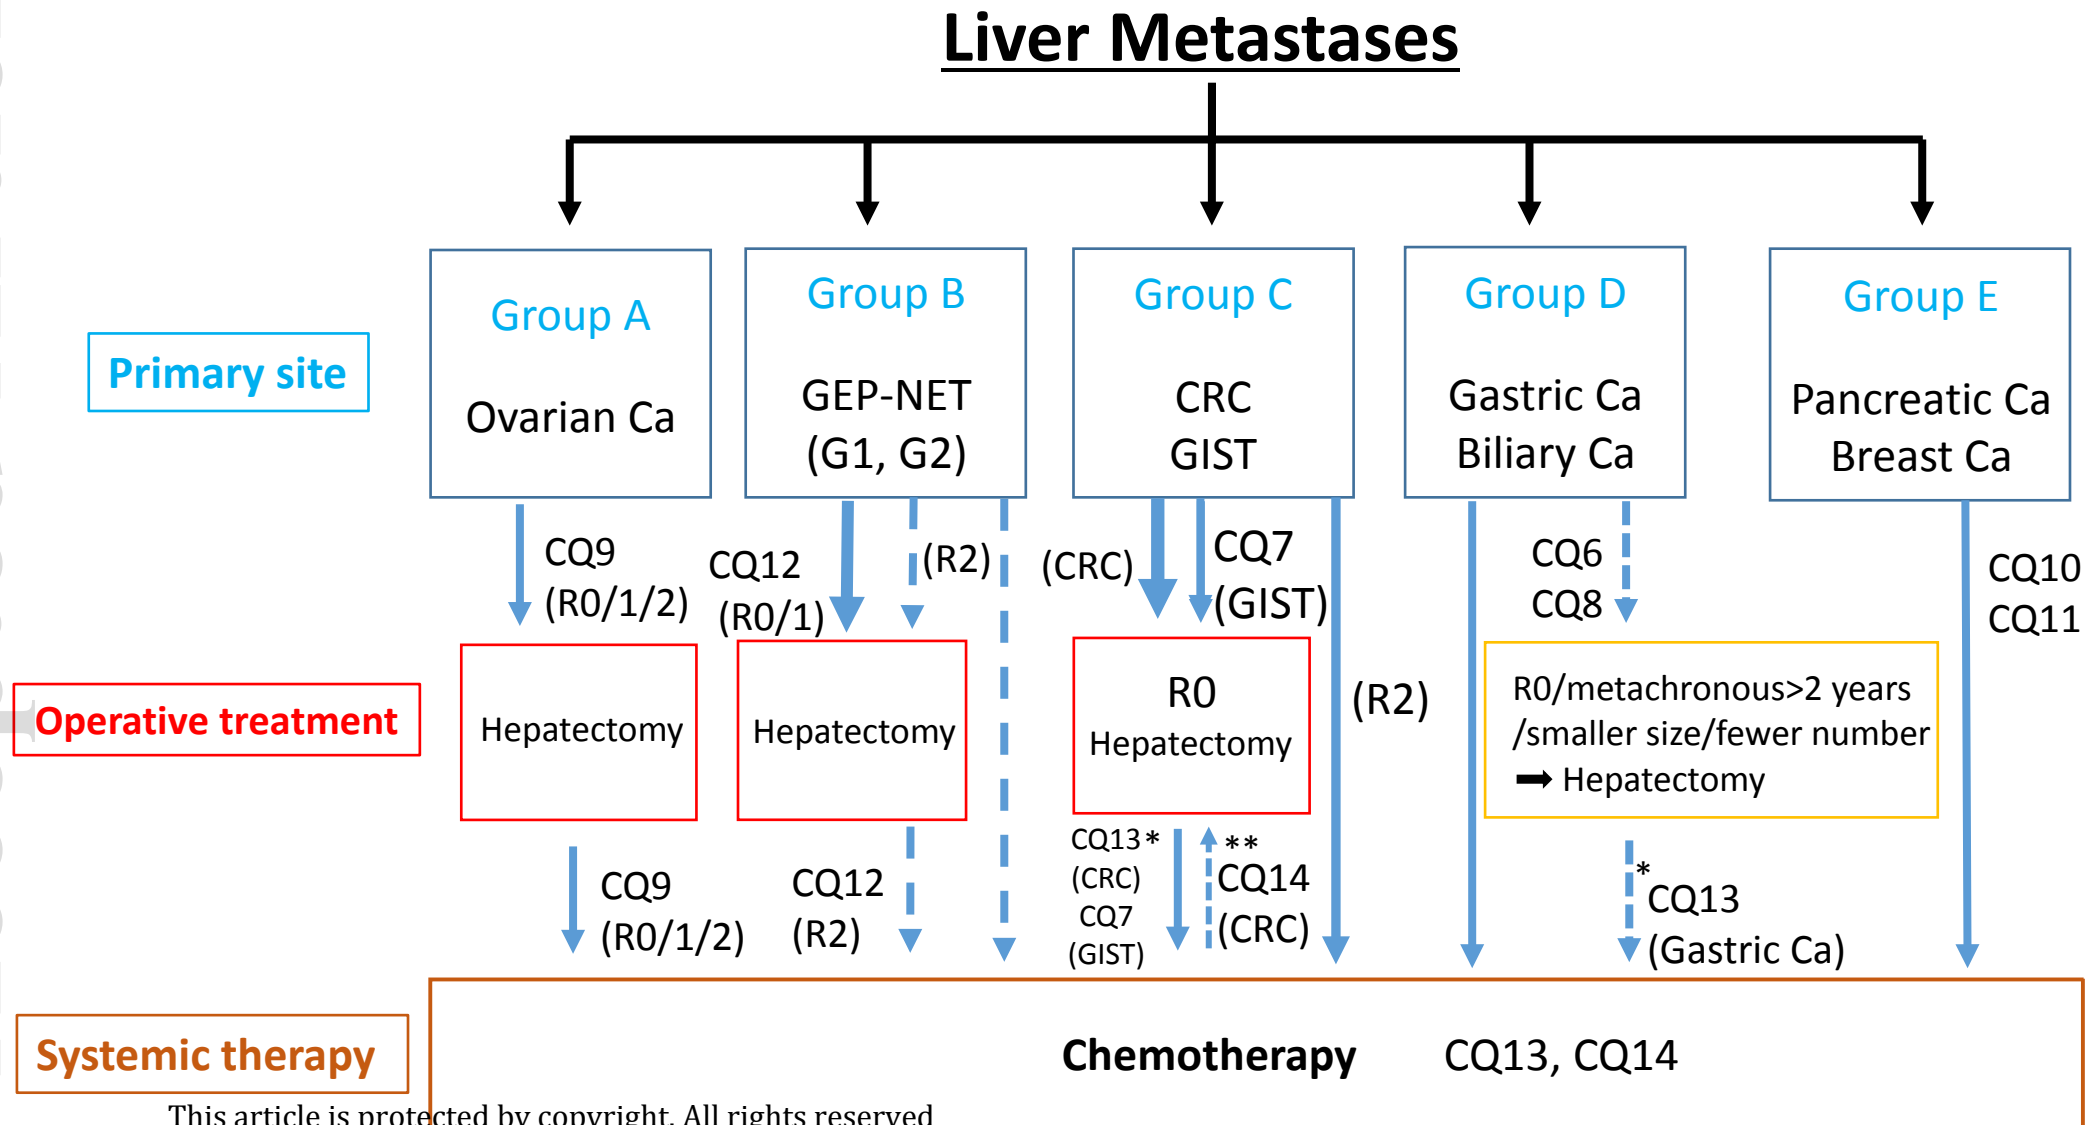 Liver Metastases
Primary site
Group A
Ovarian Ca
Group B
GEP-NET
(G1, G2)
Group C
CRC
GIST
Group D
Gastric Ca
Biliary Ca
Group E
Pancreatic Ca
Breast Ca
CQ9
(R0/1/2)
CQ12
(R0/1)
(R2)
(CRC)
CQ7
(GIST)
(R2)
CQ6
CQ8
CQ10
CQ11
Operative treatment
Hepatectomy
Hepatectomy
R0
Hepatectomy
R0/metachronous>2 years
/smaller size/fewer number
➡ Hepatectomy
CQ9
(R0/1/2)
CQ12
(R2)
CQ13*
(CRC)
CQ7
(GIST)
**
CQ14
(CRC)
*
CQ13
(Gastric Ca)
Systemic therapy
Chemotherapy CQ13, CQ14
This article is protected by copyright. All rights reserved